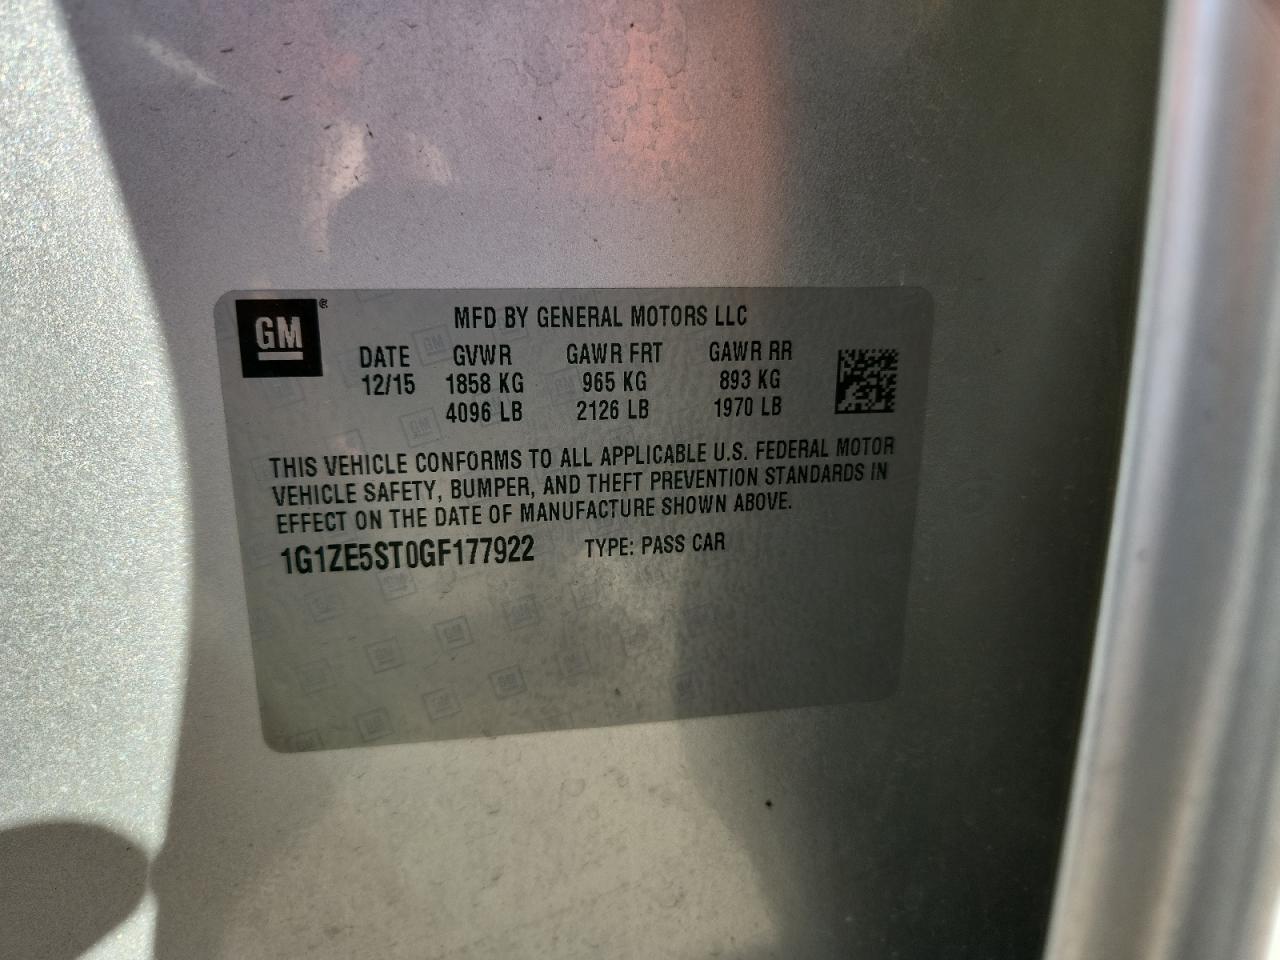 GM®
MFD BY GENERAL MOTORS LLC
DATE GVWR GAWR FRT GAWR RR
12/15 1858 KG 965 KG 893 KG
4096 LB 2126 LB 1970 LB
THIS VEHICLE CONFORMS TO ALL APPLICABLE U.S. FEDERAL MOTOR
VEHICLE SAFETY, BUMPER, AND THEFT PREVENTION STANDARDS IN
EFFECT ON THE DATE OF MANUFACTURE SHOWN ABOVE.
1G1ZE5ST0GF177922 TYPE: PASS CAR